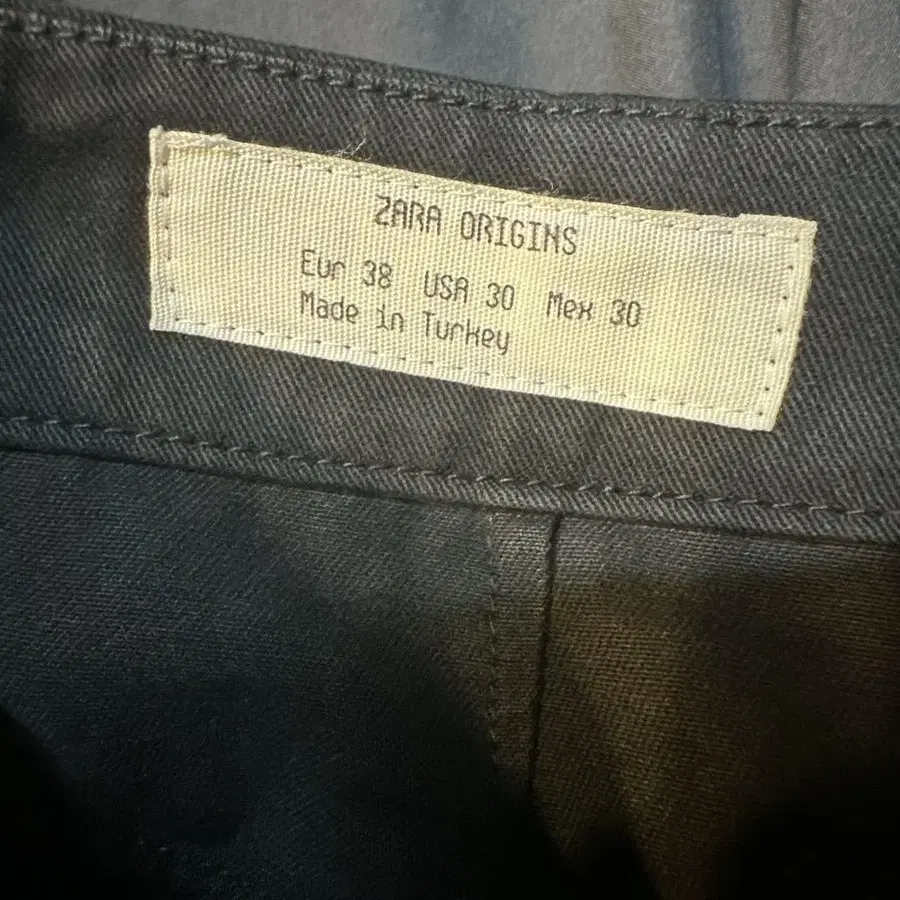 ZARA ORIGINS
Eur 38 USA 30 Mex 30
Made in Turkey